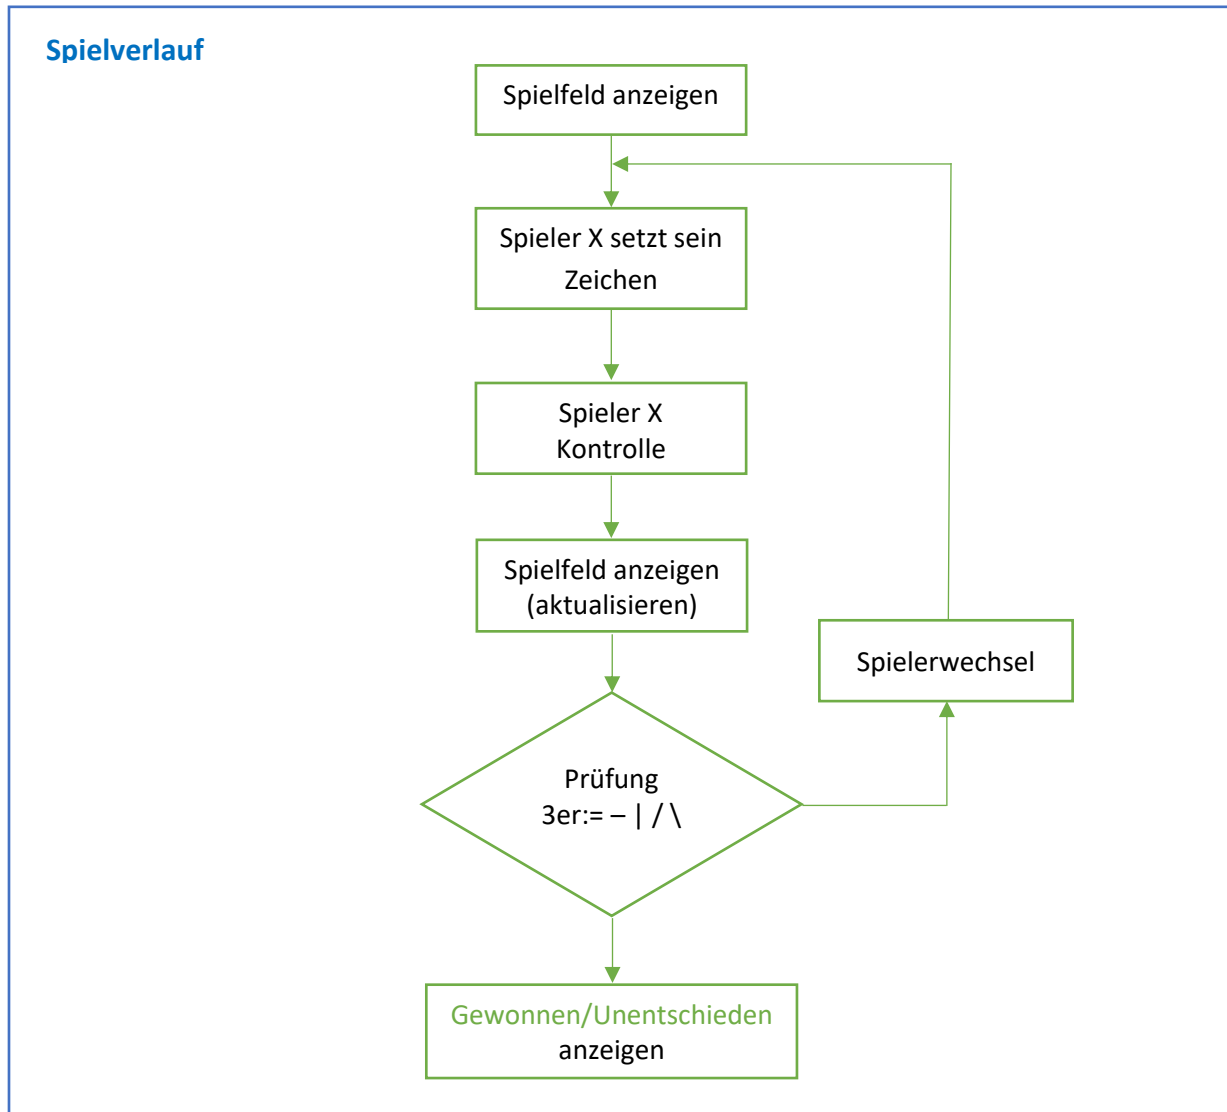 Spielverlauf
Spielfeld anzeigen
Spieler X setzt sein
Zeichen
Spieler X
Kontrolle
Spielfeld anzeigen
(aktualisieren)
Spielerwechsel
Prüfung
3er:= – | / \
Gewonnen/Unentschieden
anzeigen